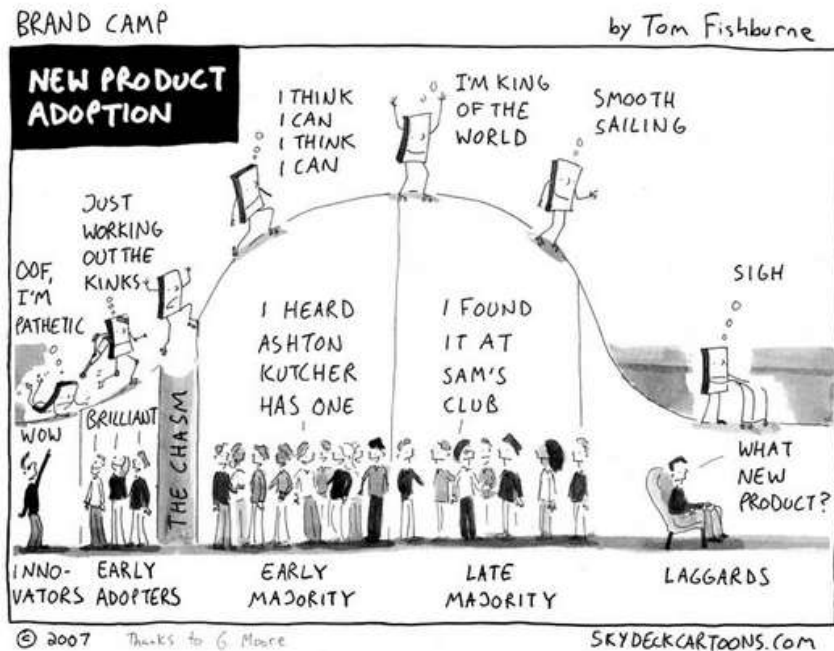 BRAND CAMP
by Tom Fishburne
NEW PRODUCT
ADOPTION
OOF,
I'M
PATHETIC
JUST
WORKING
OUT THE
KINKS
I THINK
I CAN
I THINK
I CAN
I'M KING
OF THE
WORLD
SMOOTH
SAILING
SIGH
WOW
BRILLIANT
THE CHASM
I HEARD
ASHTON
KUTCHER
HAS ONE
I FOUND
IT AT
SAM'S
CLUB
WHAT
NEW
PRODUCT?
INNO-
VATORS
EARLY
ADOPTERS
EARLY
MAJORITY
LATE
MAJORITY
LAGGARDS
© 2007
Thanks to G. Moore
SKYDECKCARTOONS.COM